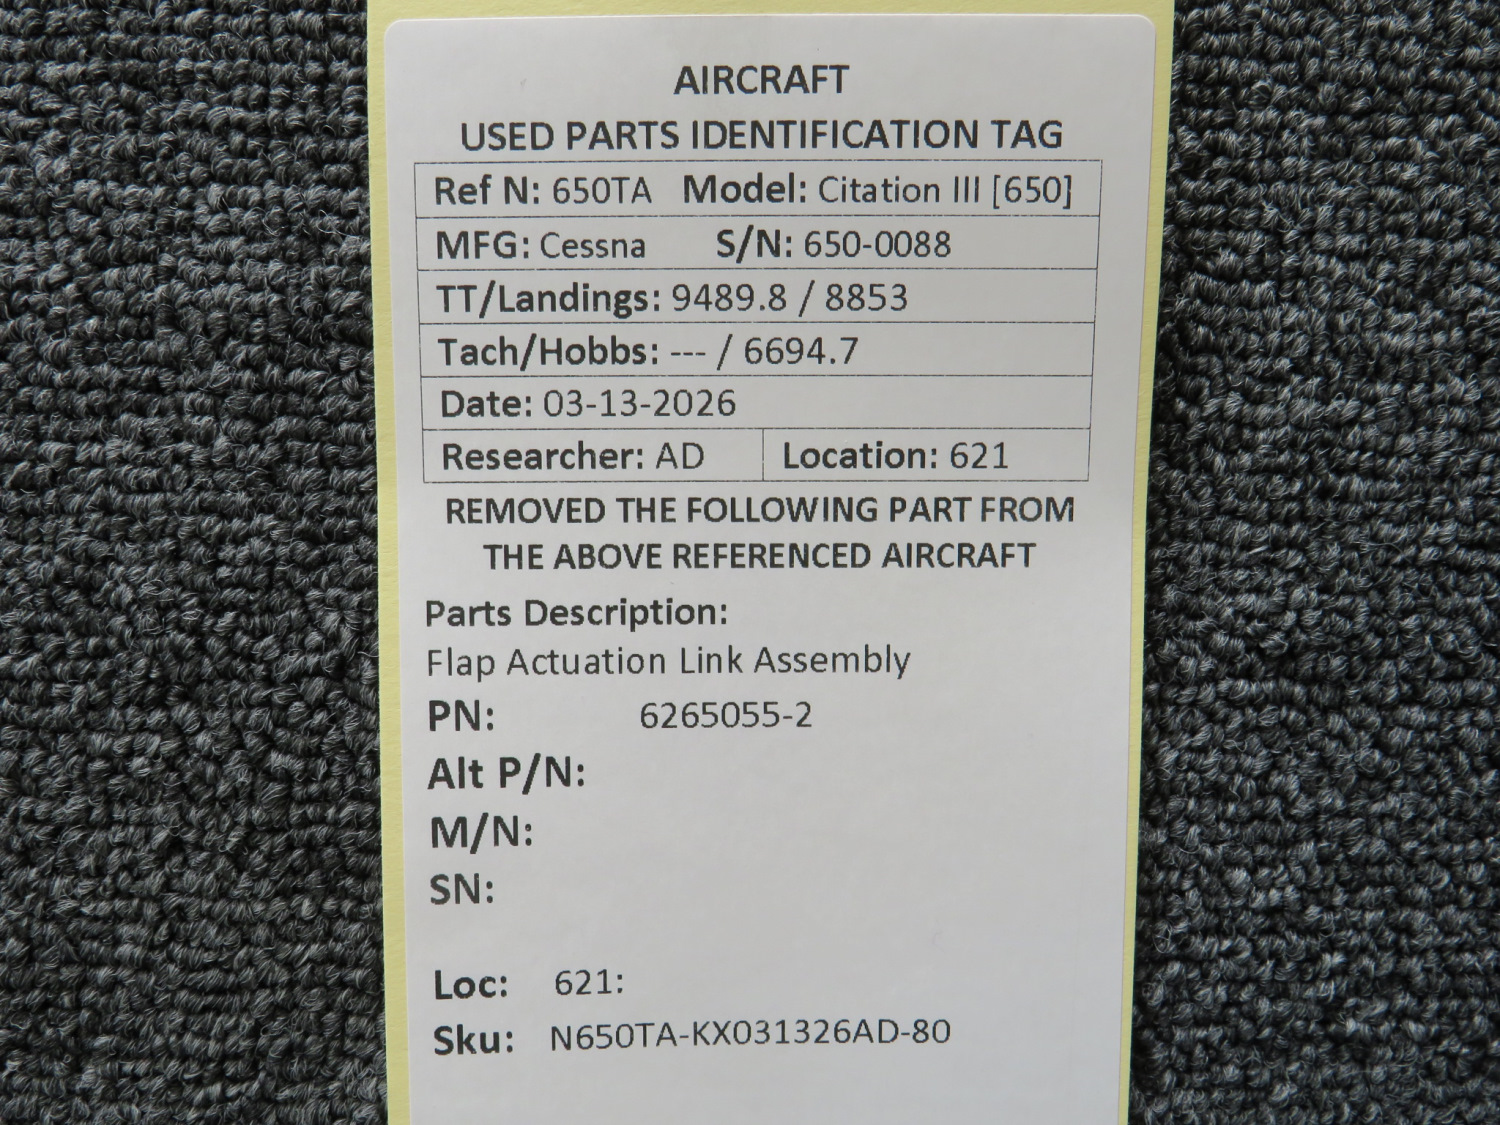 AIRCRAFT
USED PARTS IDENTIFICATION TAG
Ref N: 650TA Model: Citation III [650]
MFG: Cessna S/N: 650-0088
TT/Landings: 9489.8 / 8853
Tach/Hobbs: --- / 6694.7
Date: 03-13-2026
Researcher: AD Location: 621
REMOVED THE FOLLOWING PART FROM
THE ABOVE REFERENCED AIRCRAFT
Parts Description:
Flap Actuation Link Assembly
PN: 6265055-2
Alt P/N:
M/N:
SN:
Loc: 621:
Sku: N650TA-KX031326AD-80